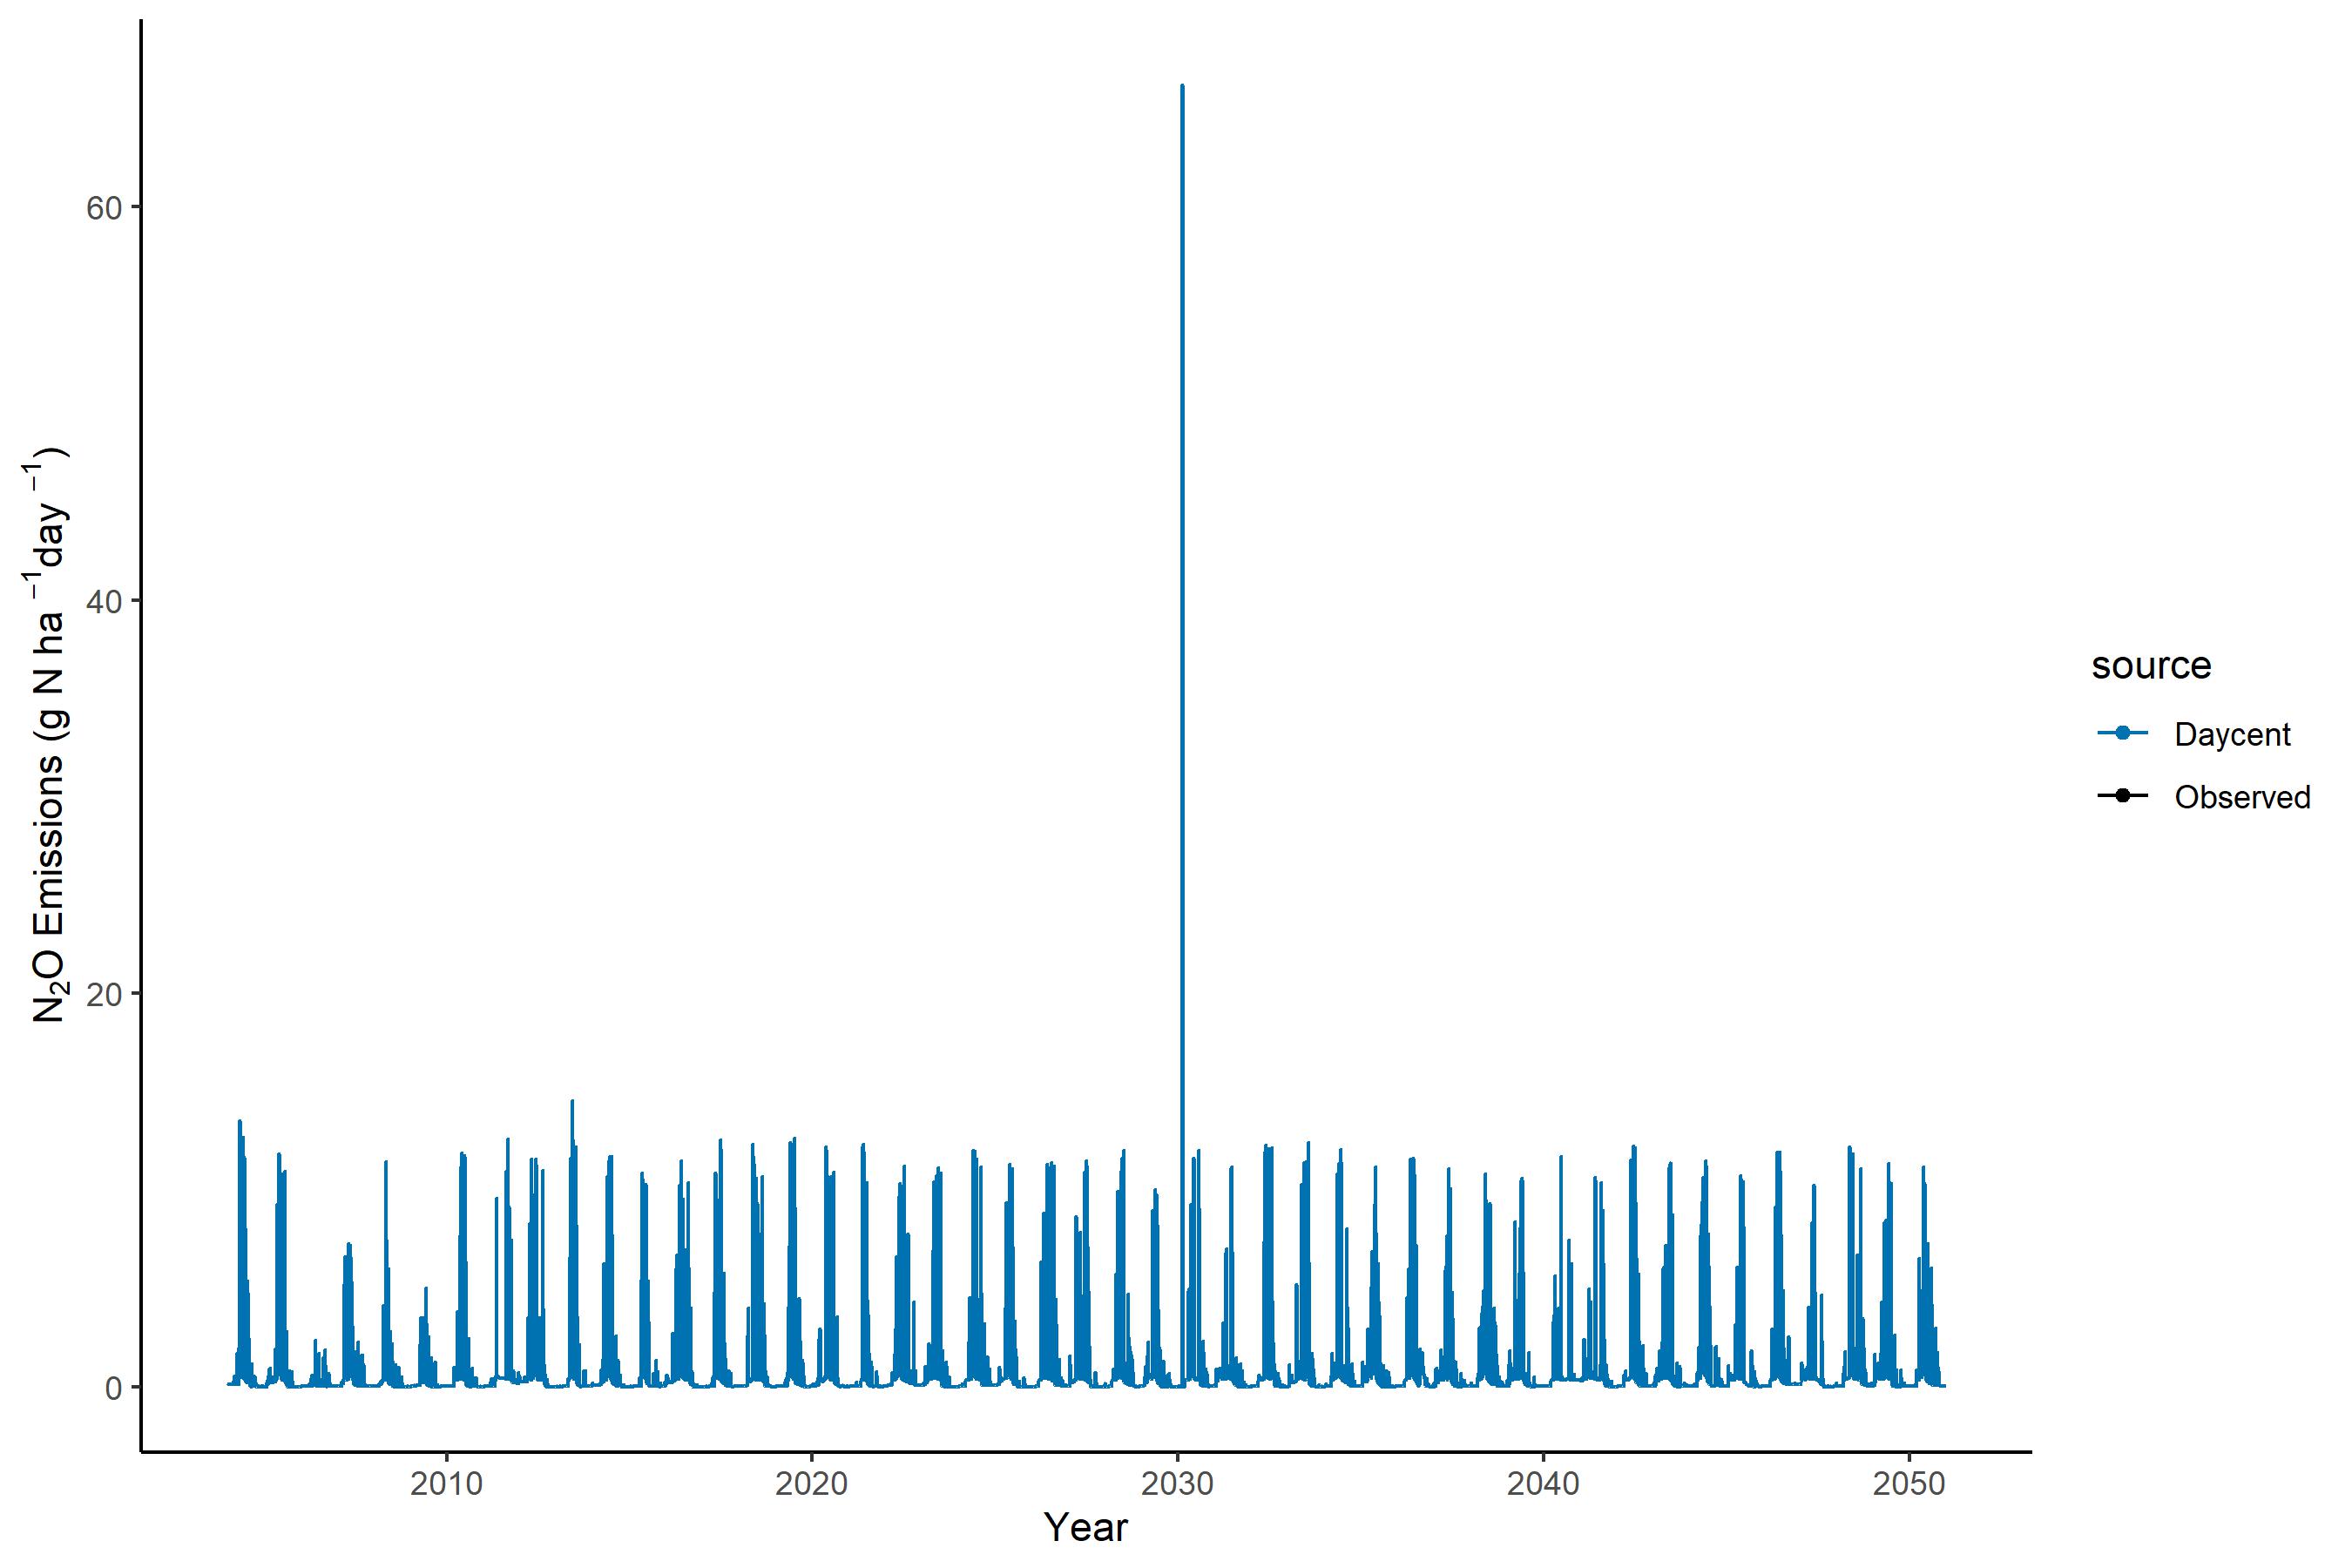 N₂O Emissions (g N ha ⁻¹day ⁻¹)
60
40
20
0
2010 2020 2030 2040 2050
Year
source
Daycent
Observed